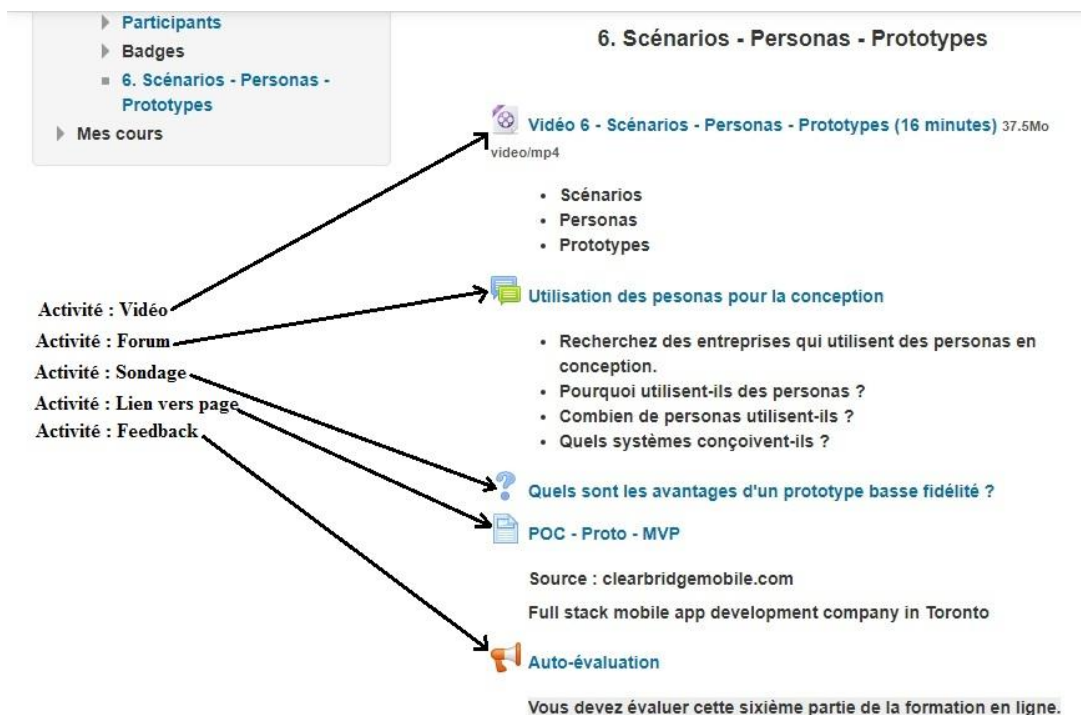 Participants
Badges
6. Scénarios - Personas -
Prototypes
Mes cours
6. Scénarios - Personas - Prototypes
Vidéo 6 - Scénarios - Personas - Prototypes (16 minutes) 37.5Mo
video/mp4
• Scénarios
• Personas
• Prototypes
Activité : Vidéo
Activité : Forum
Activité : Sondage
Activité : Lien vers page
Activité : Feedback
Utilisation des pesonas pour la conception
• Recherchez des entreprises qui utilisent des personas en
conception.
• Pourquoi utilisent-ils des personas ?
• Combien de personas utilisent-ils ?
• Quels systèmes conçoivent-ils ?
Quels sont les avantages d'un prototype basse fidélité ?
POC - Proto - MVP
Source : clearbridgemobile.com
Full stack mobile app development company in Toronto
Auto-évaluation
Vous devez évaluer cette sixième partie de la formation en ligne.